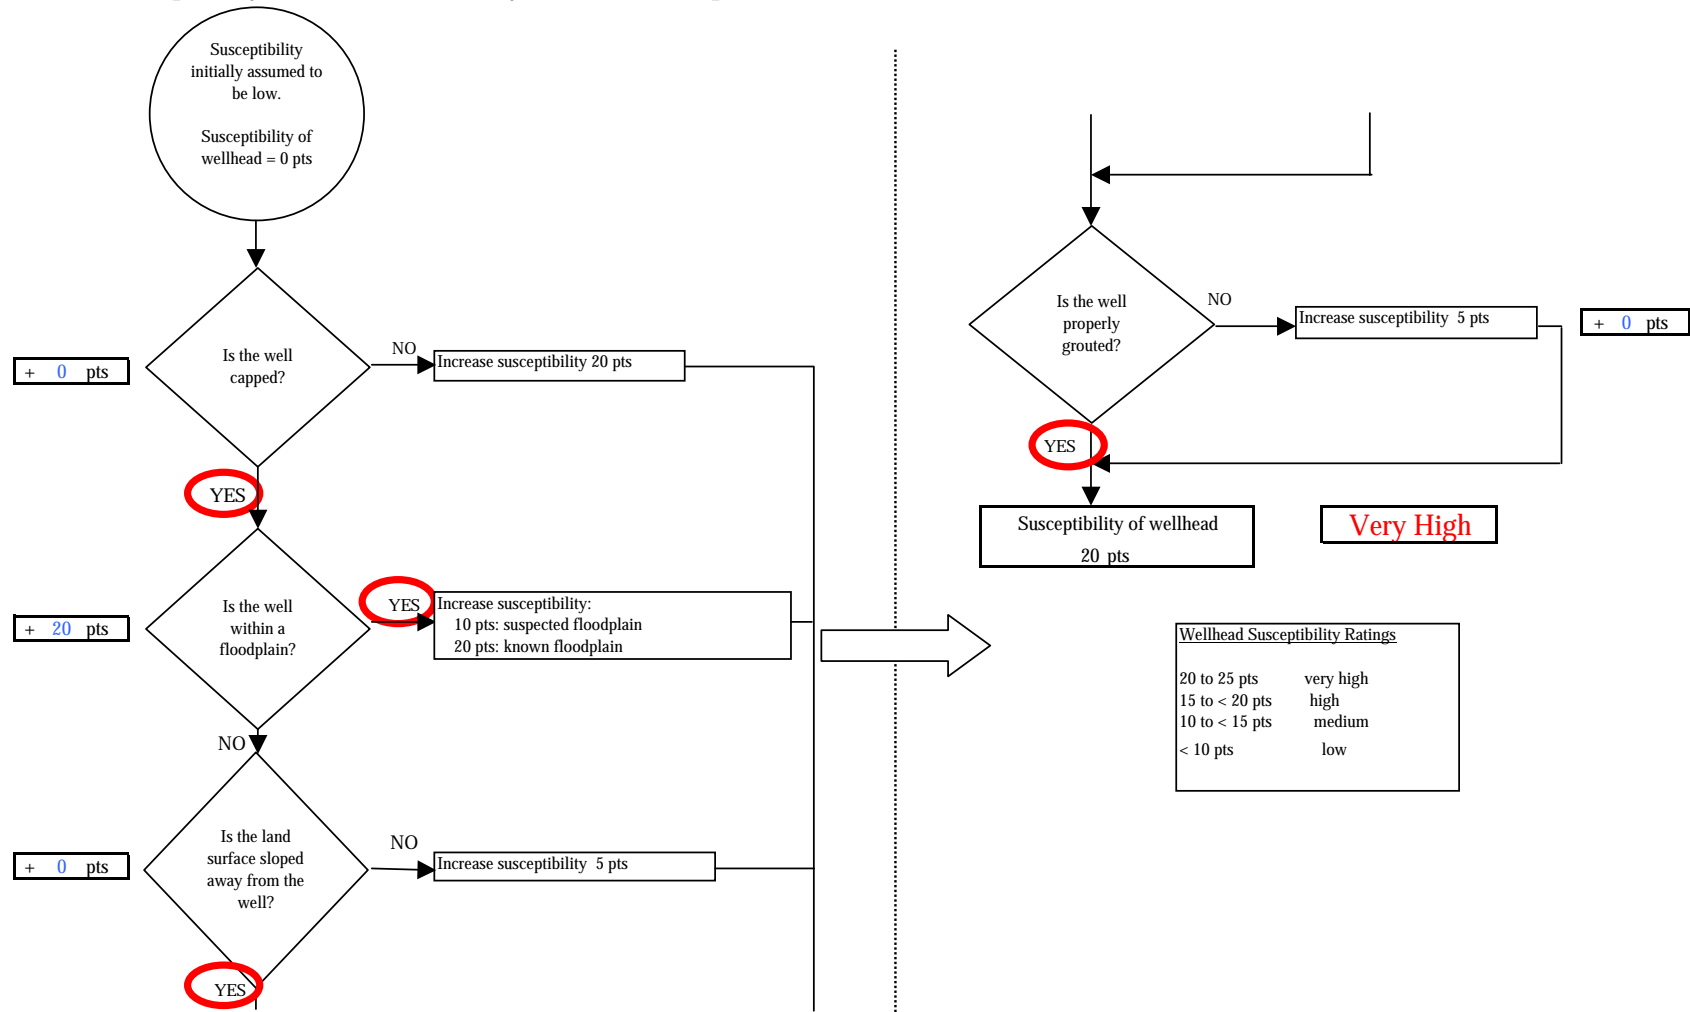 Susceptibility
initially assumed to
be low.
Susceptibility of
wellhead = 0 pts
Is the well
capped?
NO
Increase susceptibility 20 pts
+ 0 pts
YES
Is the well
within a
floodplain?
YES
Increase susceptibility:
10 pts: suspected floodplain
20 pts: known floodplain
+ 20 pts
NO
Is the land
surface sloped
away from the
well?
NO
Increase susceptibility 5 pts
+ 0 pts
YES
Is the well
properly
grouted?
NO
Increase susceptibility 5 pts
+ 0 pts
YES
Susceptibility of wellhead
20 pts
Very High
Wellhead Susceptibility Ratings
20 to 25 pts very high
15 to < 20 pts high
10 to < 15 pts medium
< 10 pts low